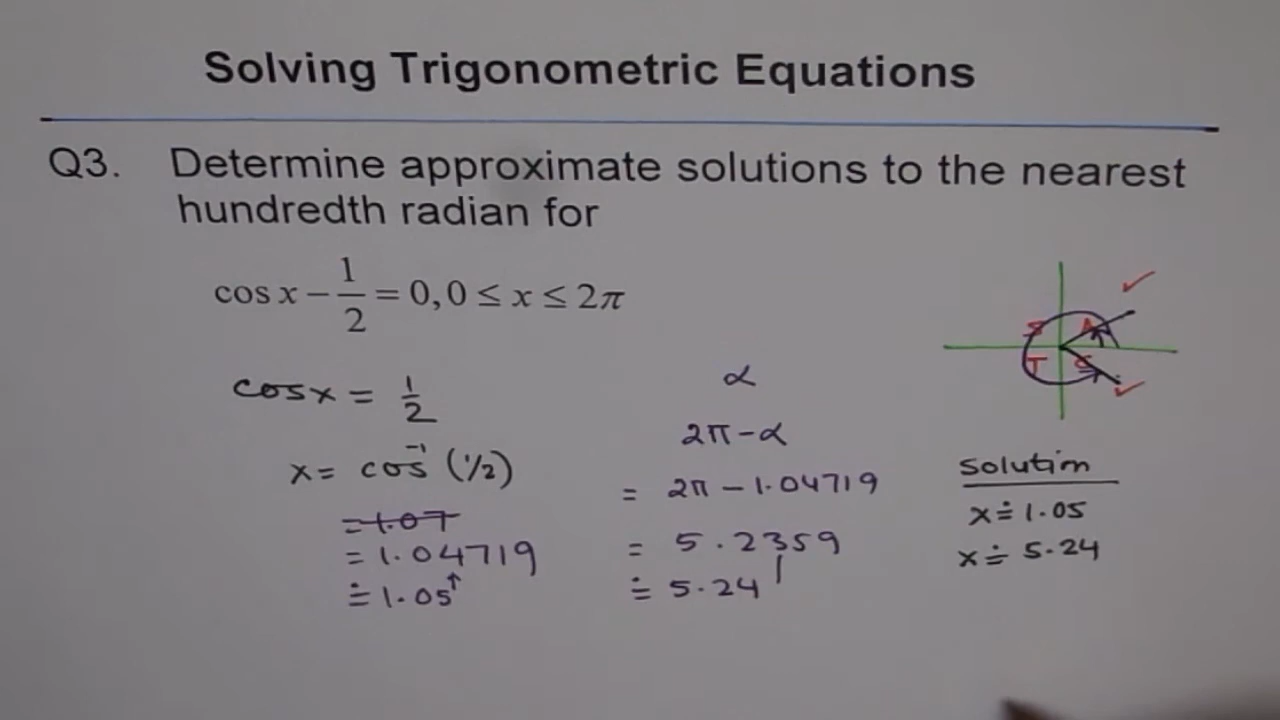 Solving Trigonometric Equations
Q3. Determine approximate solutions to the nearest
hundredth radian for
cos x − 1/2 = 0, 0 ≤ x ≤ 2π
cos x = 1/2
x = cos⁻¹ (1/2)
= 1.07
= 1.04719
≐ 1.05
α
2π − α
= 2π − 1.04719
= 5.2359
≐ 5.24
S A
T C
Solution
x ≐ 1.05
x ≐ 5.24